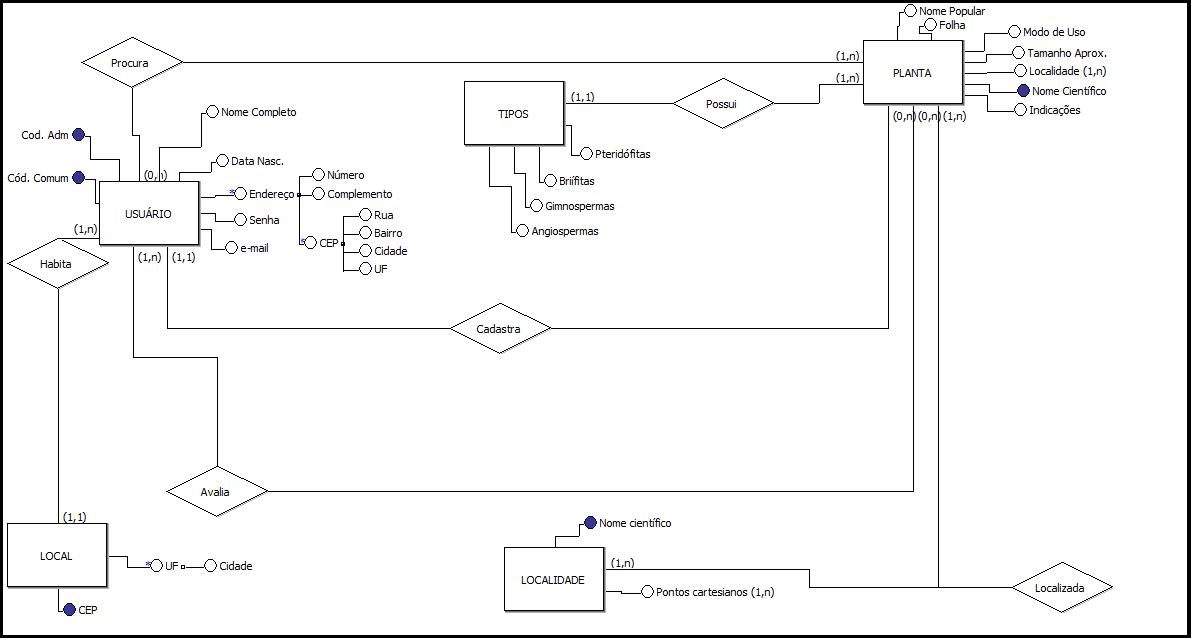 Nome Popular
Folha
Modo de Uso
Procura
(1,n)
PLANTA
Tamanho Aprox.
Localidade (1,n)
(1,n)
Nome Científico
(1,1)
Possui
TIPOS
Indicações
Nome Completo
(0,n)
(0,n)
(1,n)
Cod. Adm
Pteridófitas
Data Nasc.
Cód. Comum
(0,n)
Número
Briífitas
* Endereço
Complemento
Gimnospermas
USUÁRIO
Senha
Rua
(1,n)
Bairro
Angiospermas
e-mail
* CEP
Cidade
(1,n)
(1,1)
Habita
UF
Cadastra
Avalia
(1,1)
Nome científico
LOCAL
* UF
Cidade
(1,n)
LOCALIDADE
Localizada
Pontos cartesianos (1,n)
CEP